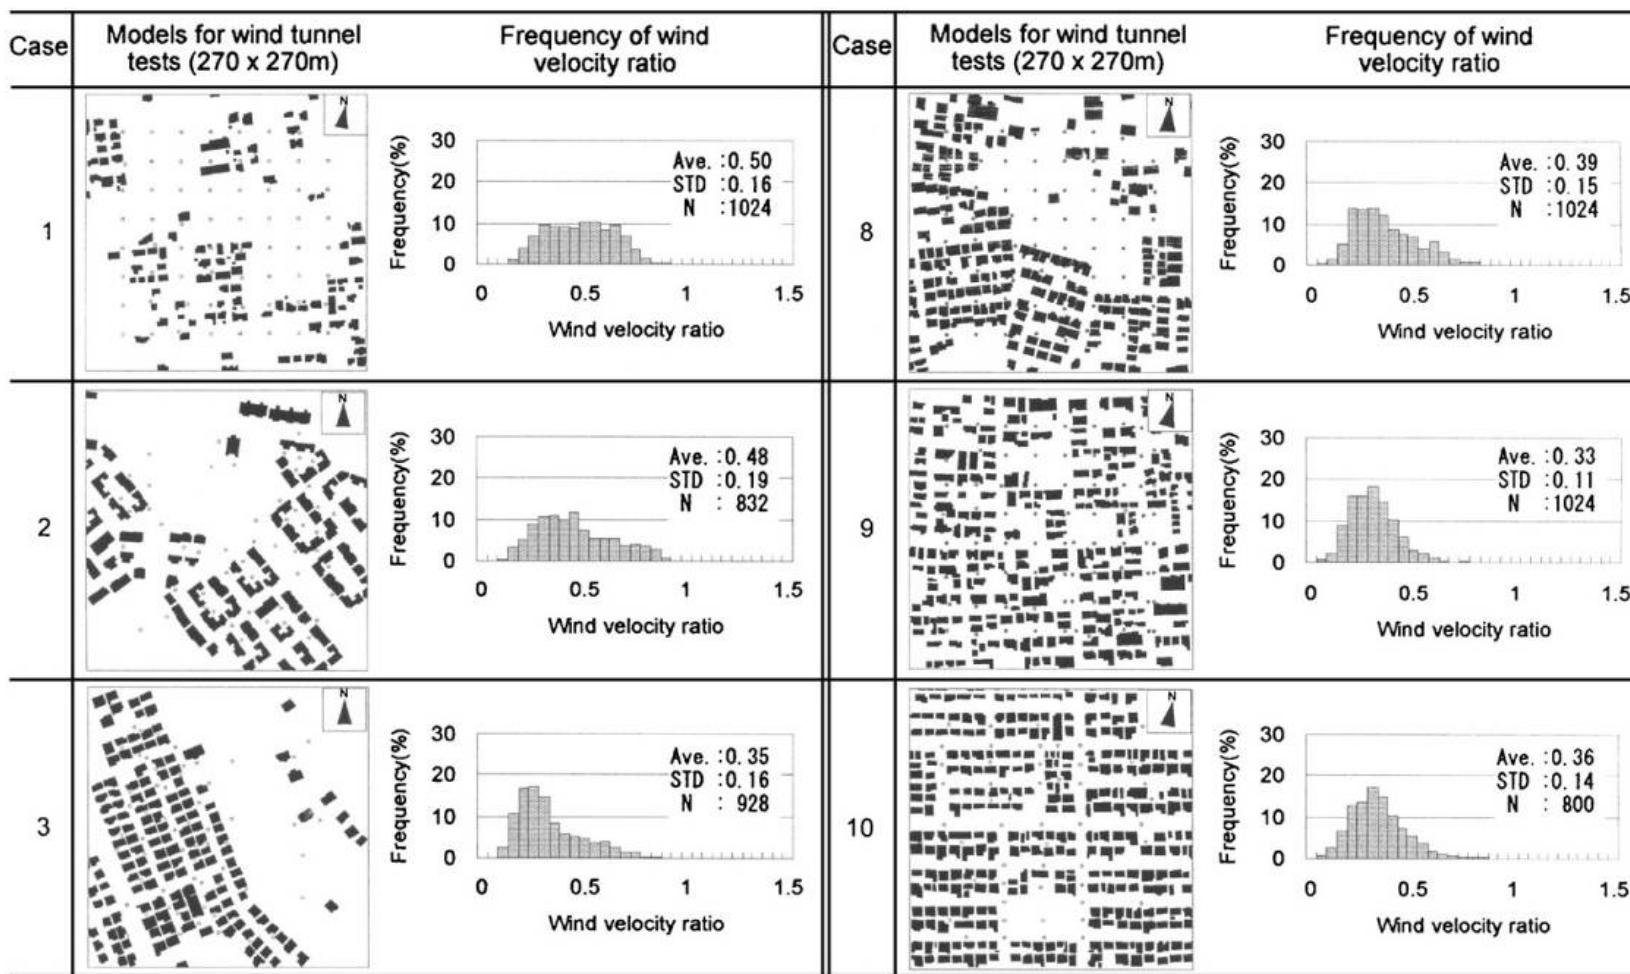 Case
Models for wind tunnel
tests (270 x 270m)
Frequency of wind
velocity ratio
Case
Models for wind tunnel
tests (270 x 270m)
Frequency of wind
velocity ratio
1
N
Frequency(%)
30
20
10
0
Ave. :0.50
STD :0.16
N :1024
0 0.5 1 1.5
Wind velocity ratio
8
N
Frequency(%)
30
20
10
0
Ave. :0.39
STD :0.15
N :1024
0 0.5 1 1.5
Wind velocity ratio
2
N
Frequency(%)
30
20
10
0
Ave. :0.48
STD :0.19
N : 832
0 0.5 1 1.5
Wind velocity ratio
9
N
Frequency(%)
30
20
10
0
Ave. :0.33
STD :0.11
N :1024
0 0.5 1 1.5
Wind velocity ratio
3
N
Frequency(%)
30
20
10
0
Ave. :0.35
STD :0.16
N : 928
0 0.5 1 1.5
Wind velocity ratio
10
N
Frequency(%)
30
20
10
0
Ave. :0.36
STD :0.14
N : 800
0 0.5 1 1.5
Wind velocity ratio